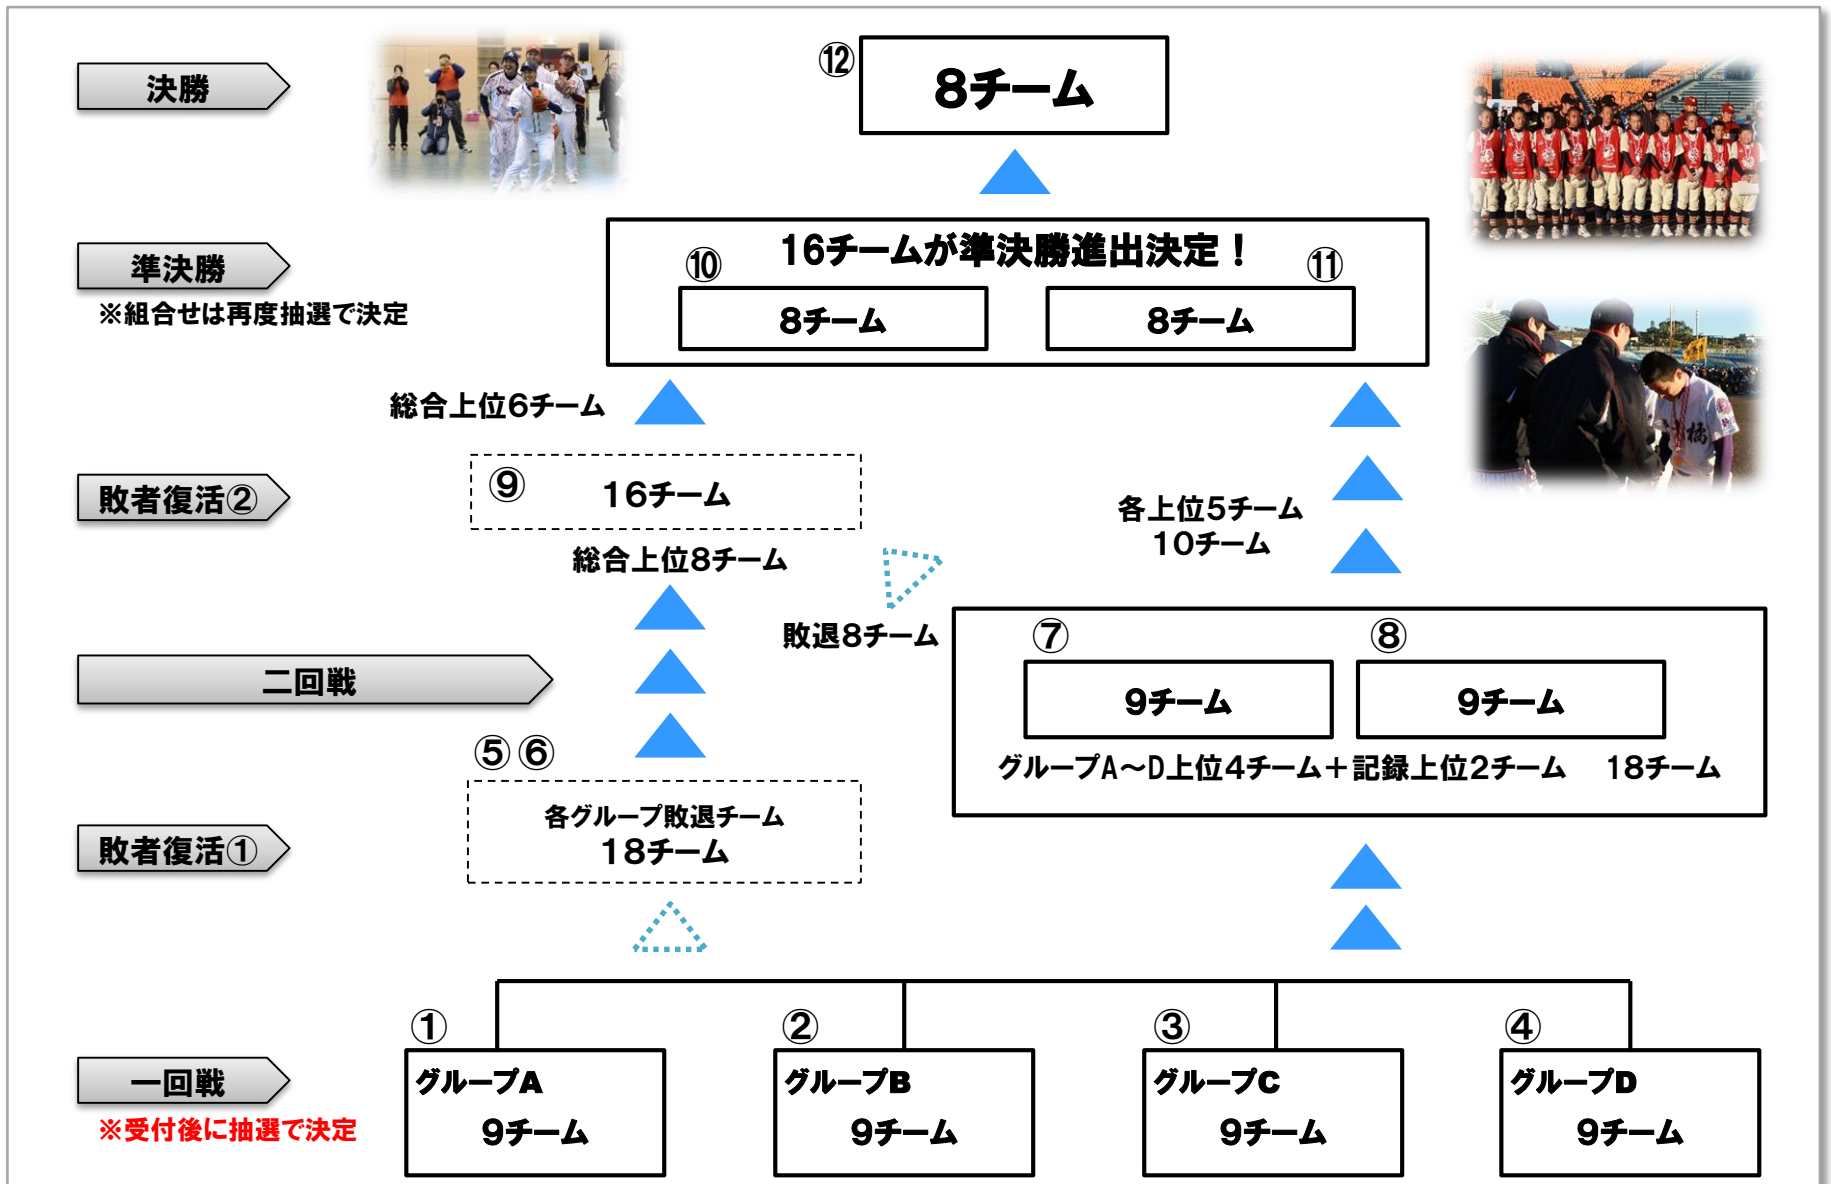 決勝
⑫
8チーム
準決勝
※組合せは再度抽選で決定
16チームが準決勝進出決定！
⑩
8チーム
⑪
8チーム
総合上位6チーム
敗者復活②
⑨
16チーム
各上位5チーム
10チーム
総合上位8チーム
敗退8チーム
二回戦
⑦
9チーム
⑧
9チーム
グループA～D上位4チーム＋記録上位2チーム　18チーム
⑤⑥
敗者復活①
各グループ敗退チーム
18チーム
一回戦
※受付後に抽選で決定
①
グループA
9チーム
②
グループB
9チーム
③
グループC
9チーム
④
グループD
9チーム